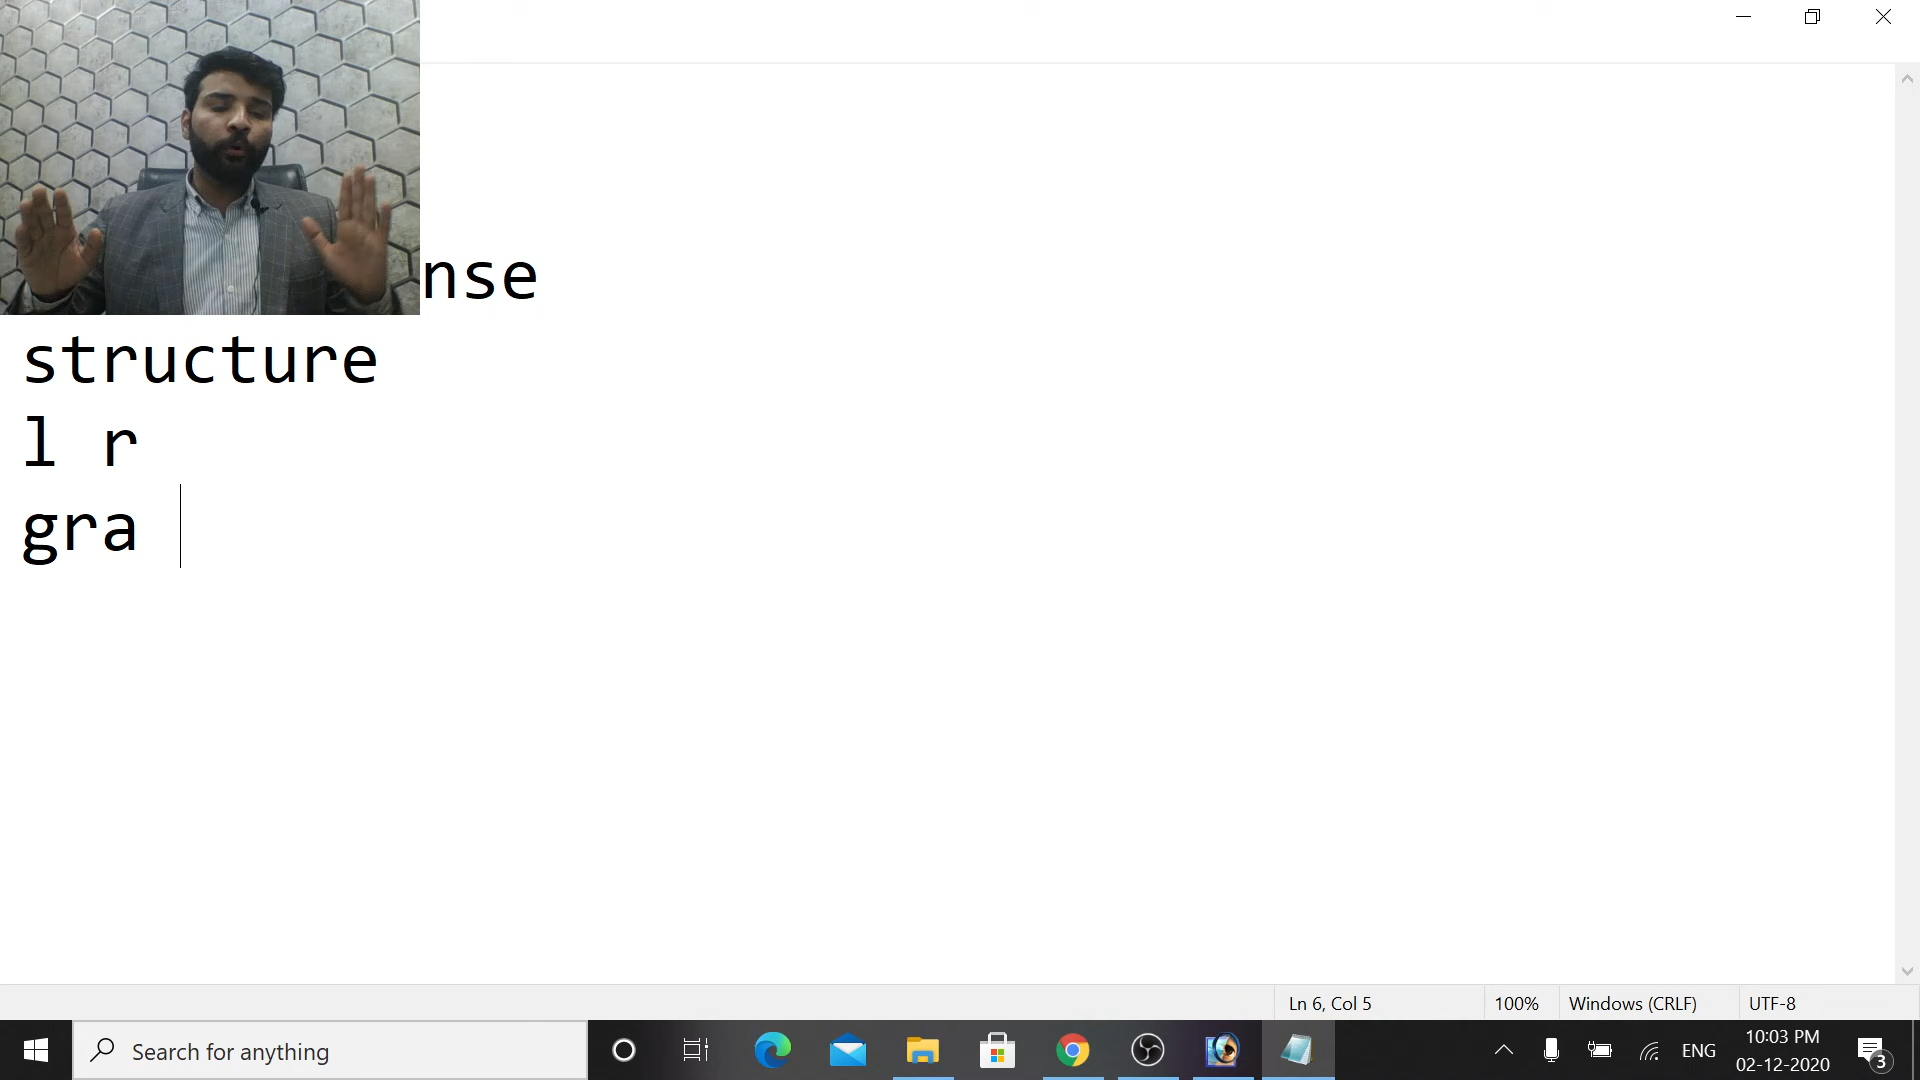 nse
structure
l r
gra
Ln 6, Col 5
100%
Windows (CRLF)
UTF-8
Search for anything
ENG
10:03 PM
02-12-2020
3